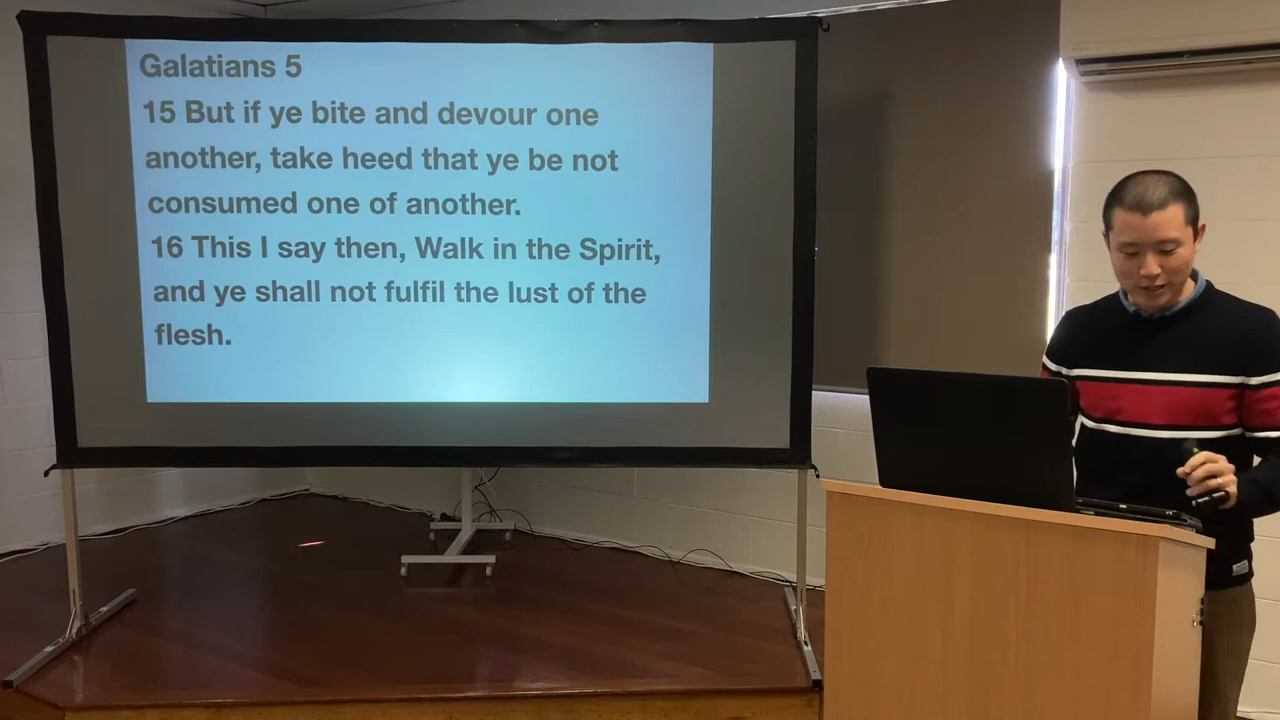 Galatians 5
15 But if ye bite and devour one
another, take heed that ye be not
consumed one of another.
16 This I say then, Walk in the Spirit,
and ye shall not fulfil the lust of the
flesh.